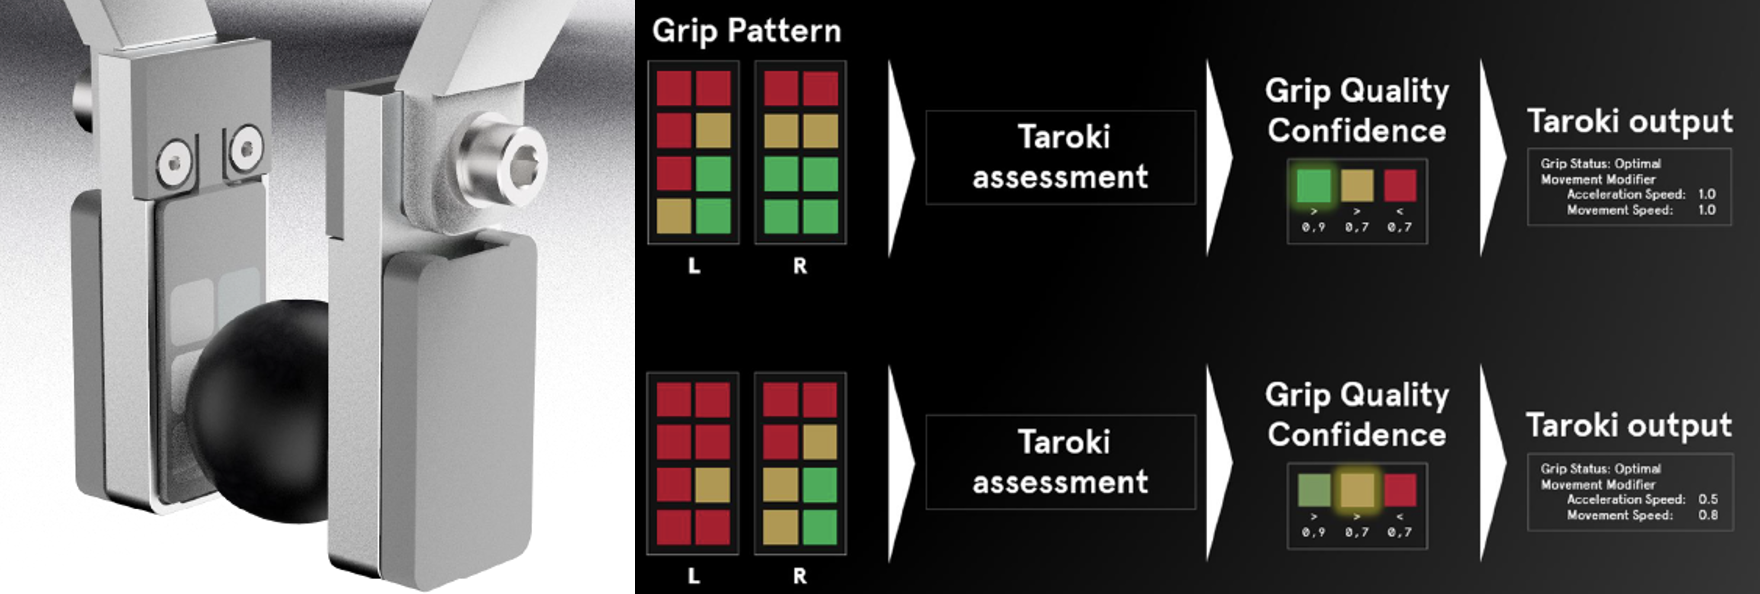 Grip Pattern
L
R
Taroki
assessment
Grip Quality
Confidence
>
>
<
0,9
0,7
0,7
Taroki output
Grip Status: Optimal
Movement Modifier
Acceleration Speed: 1.0
Movement Speed: 1.0
L
R
Taroki
assessment
Grip Quality
Confidence
>
>
<
0,9
0,7
0,7
Taroki output
Grip Status: Optimal
Movement Modifier
Acceleration Speed: 0.5
Movement Speed: 0.8